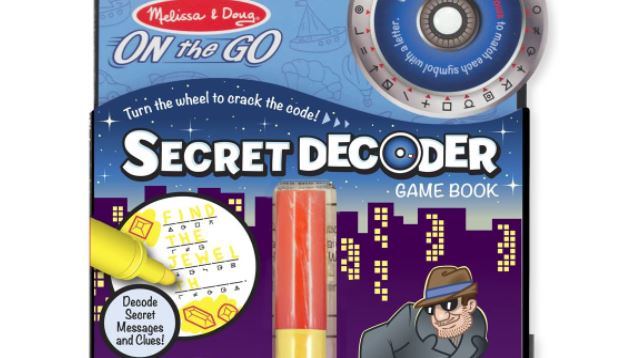 Melissa & Doug
ON the GO
to match each symbol with a letter.
Turn the wheel to crack the code!
SECRET DECODER
GAME BOOK
FIND
THE
JEWEL
Decode
Secret
Messages
and Clues!